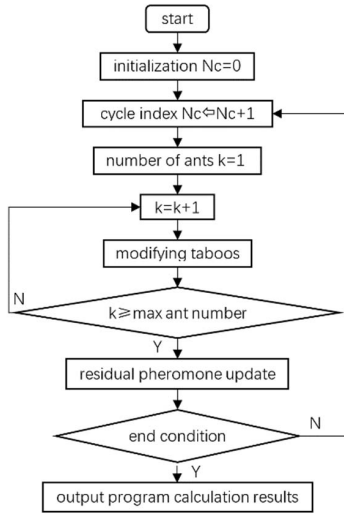 start
initialization Nc=0
cycle index Nc⇦Nc+1
number of ants k=1
k=k+1
modifying taboos
N
k≥max ant number
Y
residual pheromone update
N
end condition
Y
output program calculation results